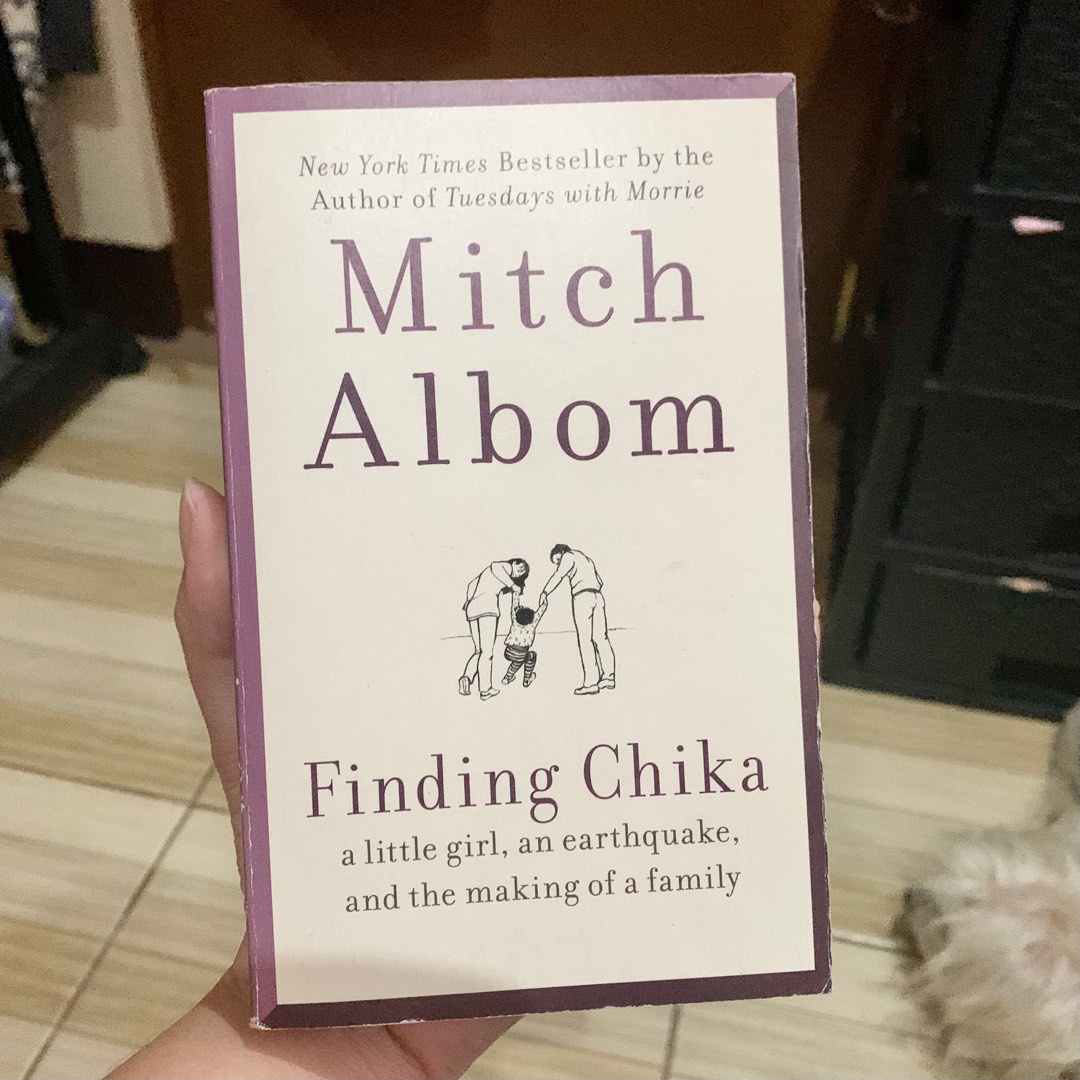 New York Times Bestseller by the
Author of Tuesdays with Morrie
Mitch
Albom
Finding Chika
a little girl, an earthquake,
and the making of a family